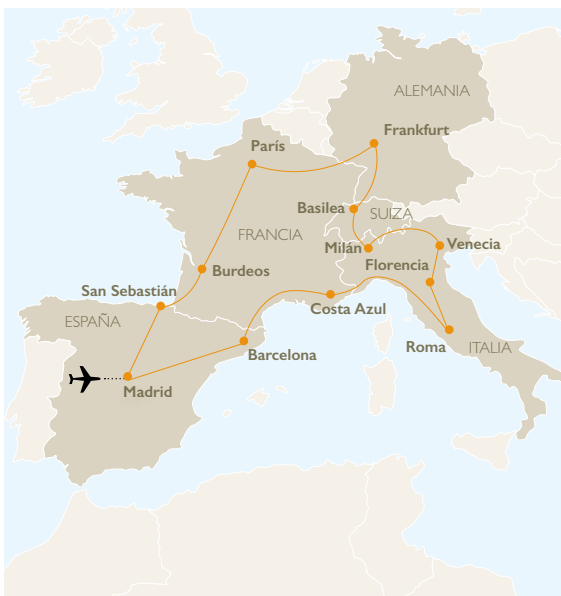 ALEMANIA
Frankfurt
París
Basilea
SUIZA
FRANCIA
Milán
Venecia
Florencia
Burdeos
San Sebastián
Costa Azul
ESPAÑA
Roma
ITALIA
Barcelona
Madrid